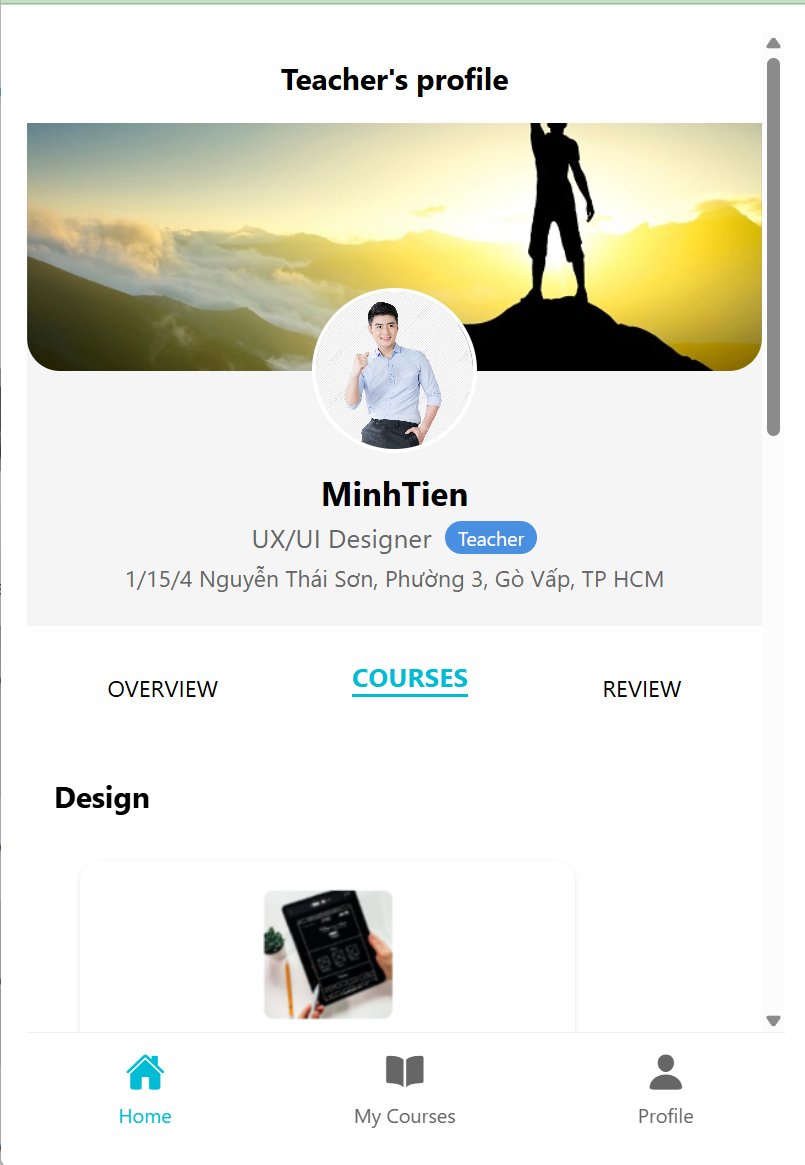 Teacher's profile
MinhTien
UX/UI Designer Teacher
1/15/4 Nguyễn Thái Sơn, Phường 3, Gò Vấp, TP HCM
OVERVIEW COURSES REVIEW
Design
Home My Courses Profile